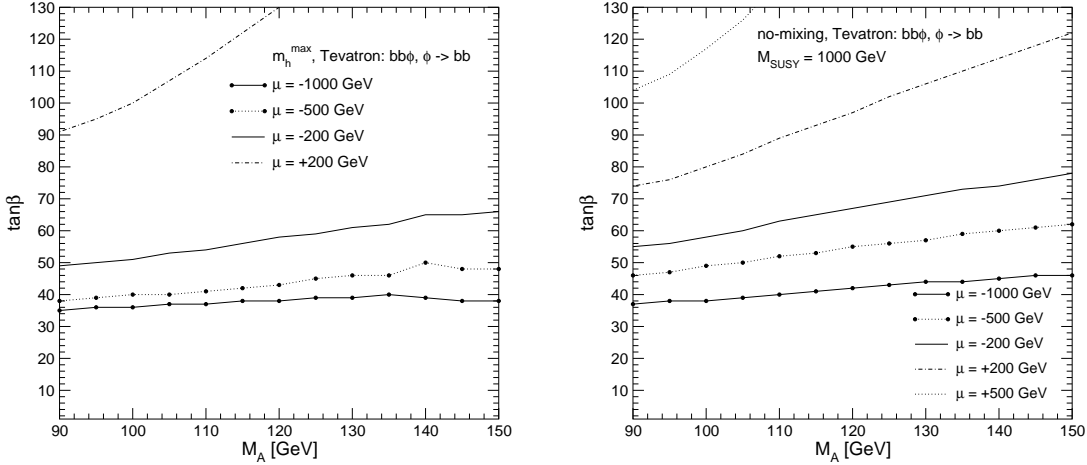 m_h^max, Tevatron: bbϕ, ϕ -> bb
μ = -1000 GeV
μ = -500 GeV
μ = -200 GeV
μ = +200 GeV
130
120
110
100
90
80
70
60
50
40
30
20
10
tanβ
90 100 110 120 130 140 150
M_A [GeV]
no-mixing, Tevatron: bbϕ, ϕ -> bb
M_SUSY = 1000 GeV
130
120
110
100
90
80
70
60
50
40
30
20
10
tanβ
μ = -1000 GeV
μ = -500 GeV
μ = -200 GeV
μ = +200 GeV
μ = +500 GeV
90 100 110 120 130 140 150
M_A [GeV]